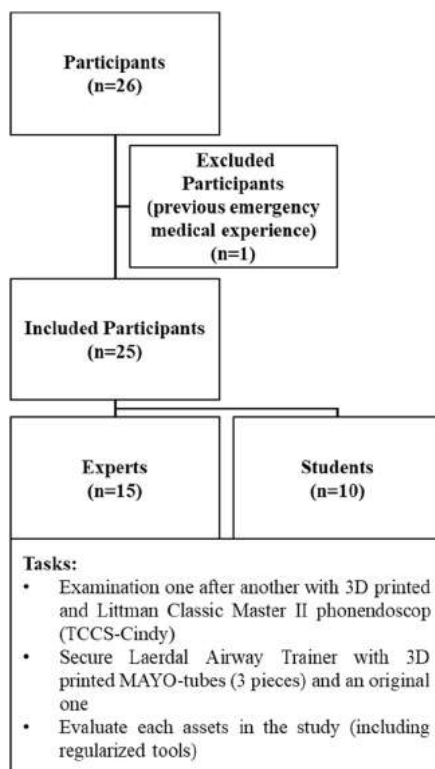 Participants
(n=26)
Excluded
Participants
(previous emergency
medical experience)
(n=1)
Included Participants
(n=25)
Experts
(n=15)
Students
(n=10)
Tasks:
• Examination one after another with 3D printed
and Littman Classic Master II phonendoscop
(TCCS-Cindy)
• Secure Laerdal Airway Trainer with 3D
printed MAYO-tubes (3 pieces) and an original
one
• Evaluate each assets in the study (including
regularized tools)